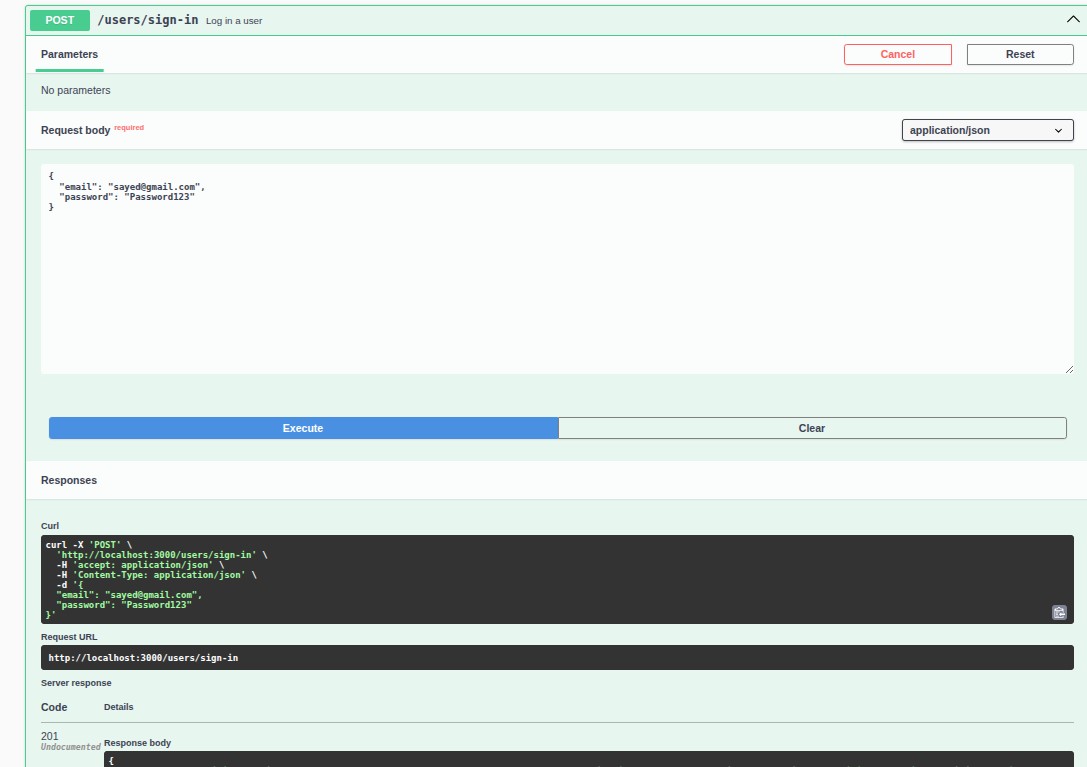 POST /users/sign-in Log in a user
Parameters Cancel Reset
No parameters
Request body required application/json
{
  "email": "sayed@gmail.com",
  "password": "Password123"
}
Execute Clear
Responses
Curl
curl -X 'POST' \
  'http://localhost:3000/users/sign-in' \
  -H 'accept: application/json' \
  -H 'Content-Type: application/json' \
  -d '{
  "email": "sayed@gmail.com",
  "password": "Password123"
}'
Request URL
http://localhost:3000/users/sign-in
Server response
Code Details
201
Undocumented Response body
{